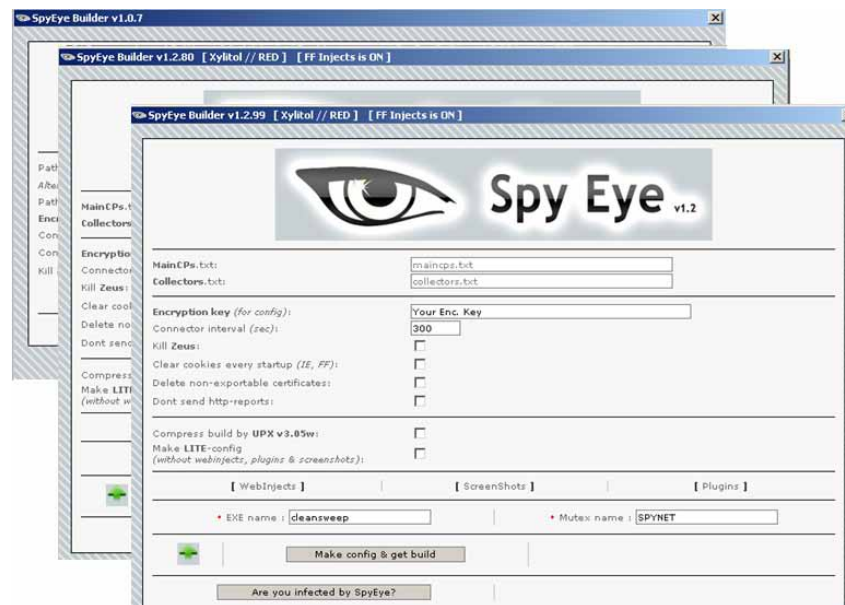 SpyEye Builder v1.0.7
SpyEye Builder v1.2.80 [ Xylitol // RED ] [ FF Injects is ON ]
SpyEye Builder v1.2.99 [ Xylitol // RED ] [ FF Injects is ON ]
Spy Eye v1.2
Path
Path
Con
Con
Kill
Collectors
Encryption
Connector
Kill Zeus:
Clear
Delete
Dont send
Compress
Make
(without
MainCPs.txt: maincps.txt
Collectors.txt: collectors.txt
Encryption key (for config): Your Enc. Key
Connector interval (sec): 300
Kill Zeus:
Clear cookies every startup (IE, FF):
Delete non-exportable certificates:
Dont send http-reports:
Compress build by UPX v3.05w:
Make LITE-config
(without webinjects, plugins & screenshots):
[ WebInjects ] [ ScreenShots ] [ Plugins ]
• EXE name : cleansweep • Mutex name : SPYNET
Make config & get build
Are you infected by SpyEye?